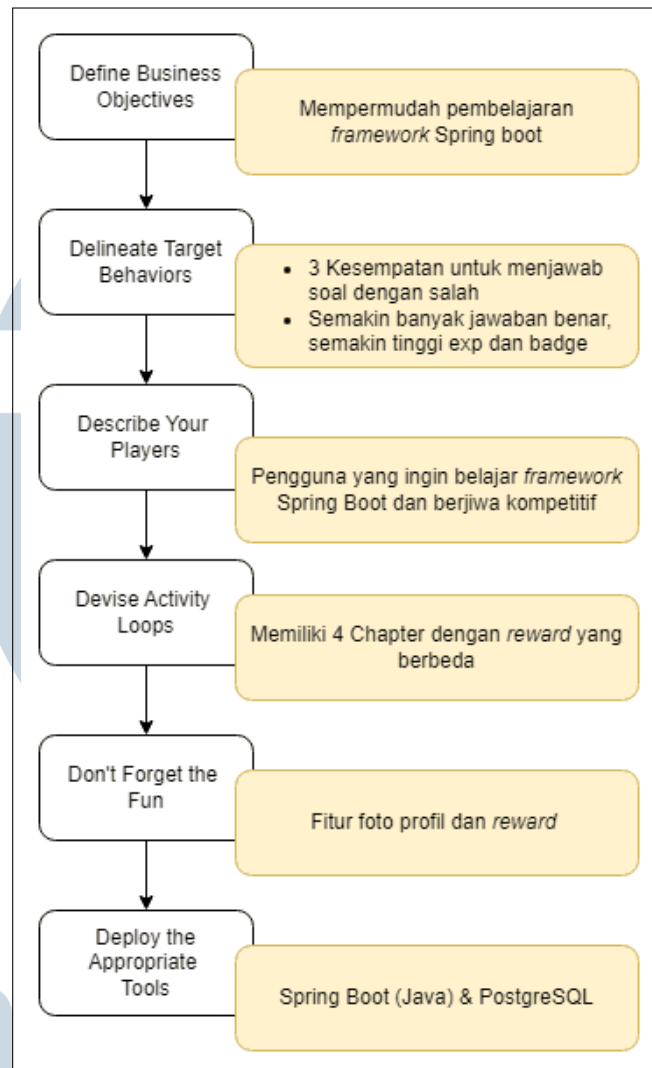 Define Business
Objectives
Mempermudah pembelajaran
framework Spring boot
Delineate Target
Behaviors
• 3 Kesempatan untuk menjawab
soal dengan salah
• Semakin banyak jawaban benar,
semakin tinggi exp dan badge
Describe Your
Players
Pengguna yang ingin belajar framework
Spring Boot dan berjiwa kompetitif
Devise Activity
Loops
Memiliki 4 Chapter dengan reward yang
berbeda
Don't Forget the
Fun
Fitur foto profil dan reward
Deploy the
Appropriate
Tools
Spring Boot (Java) & PostgreSQL